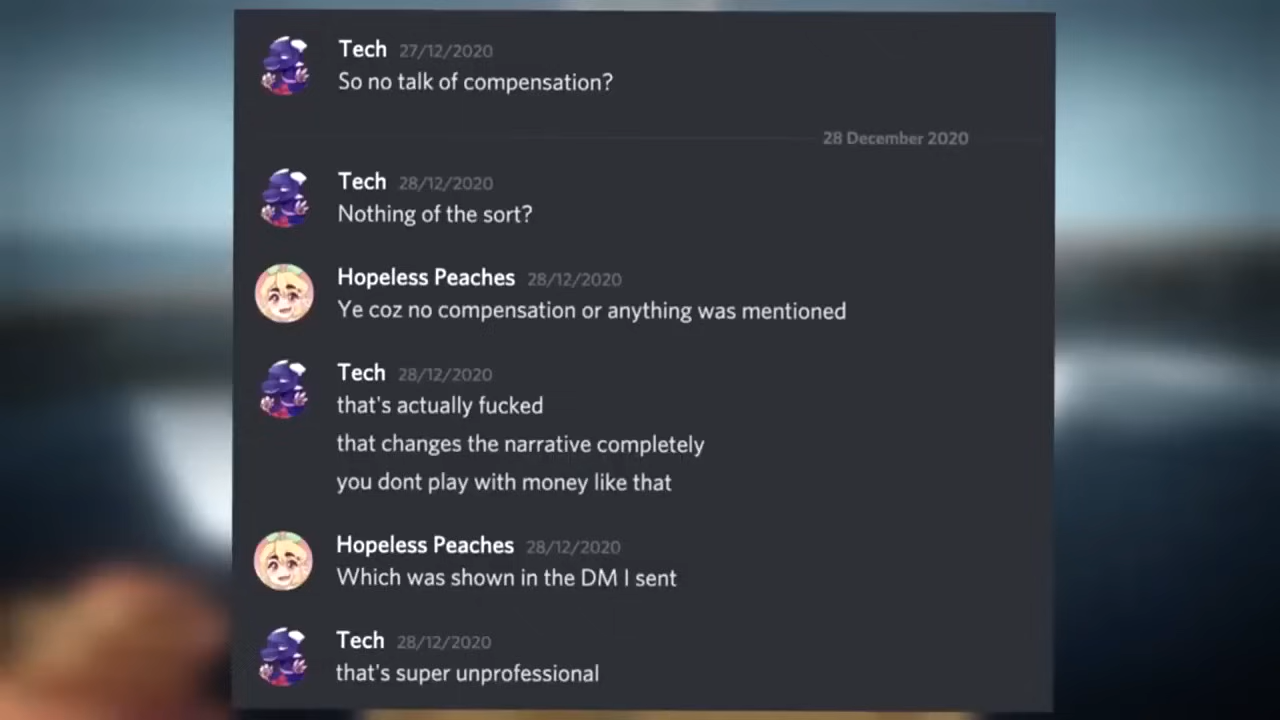 Tech 27/12/2020
So no talk of compensation?
28 December 2020
Tech 28/12/2020
Nothing of the sort?
Hopeless Peaches 28/12/2020
Ye coz no compensation or anything was mentioned
Tech 28/12/2020
that's actually fucked
that changes the narrative completely
you dont play with money like that
Hopeless Peaches 28/12/2020
Which was shown in the DM I sent
Tech 28/12/2020
that's super unprofessional